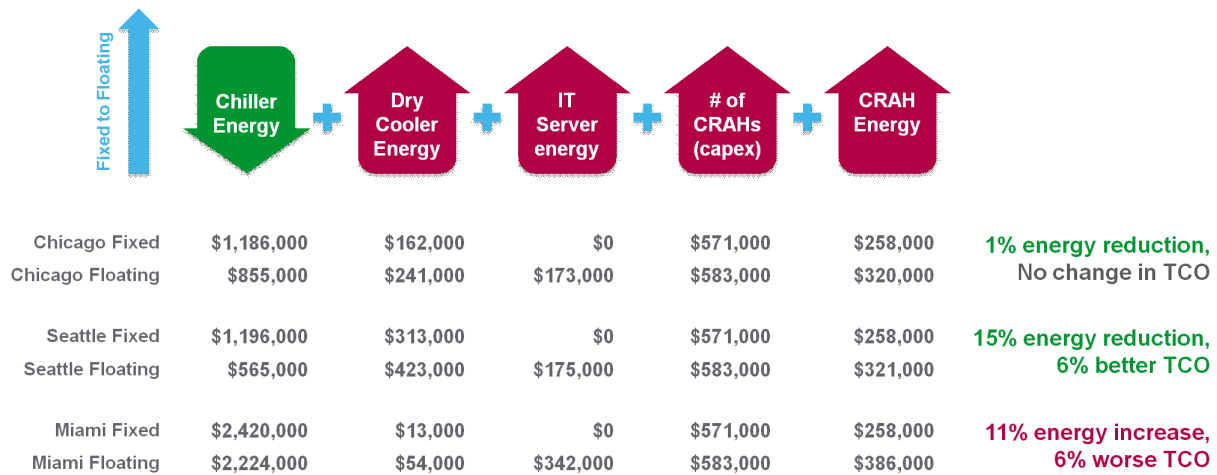 Fixed to Floating
Chiller
Energy
Dry
Cooler
Energy
IT
Server
energy
# of
CRAHs
(capex)
CRAH
Energy
Chicago Fixed $1,186,000 $162,000 $0 $571,000 $258,000 1% energy reduction,
Chicago Floating $855,000 $241,000 $173,000 $583,000 $320,000 No change in TCO
Seattle Fixed $1,196,000 $313,000 $0 $571,000 $258,000 15% energy reduction,
Seattle Floating $565,000 $423,000 $175,000 $583,000 $321,000 6% better TCO
Miami Fixed $2,420,000 $13,000 $0 $571,000 $258,000 11% energy increase,
Miami Floating $2,224,000 $54,000 $342,000 $583,000 $386,000 6% worse TCO